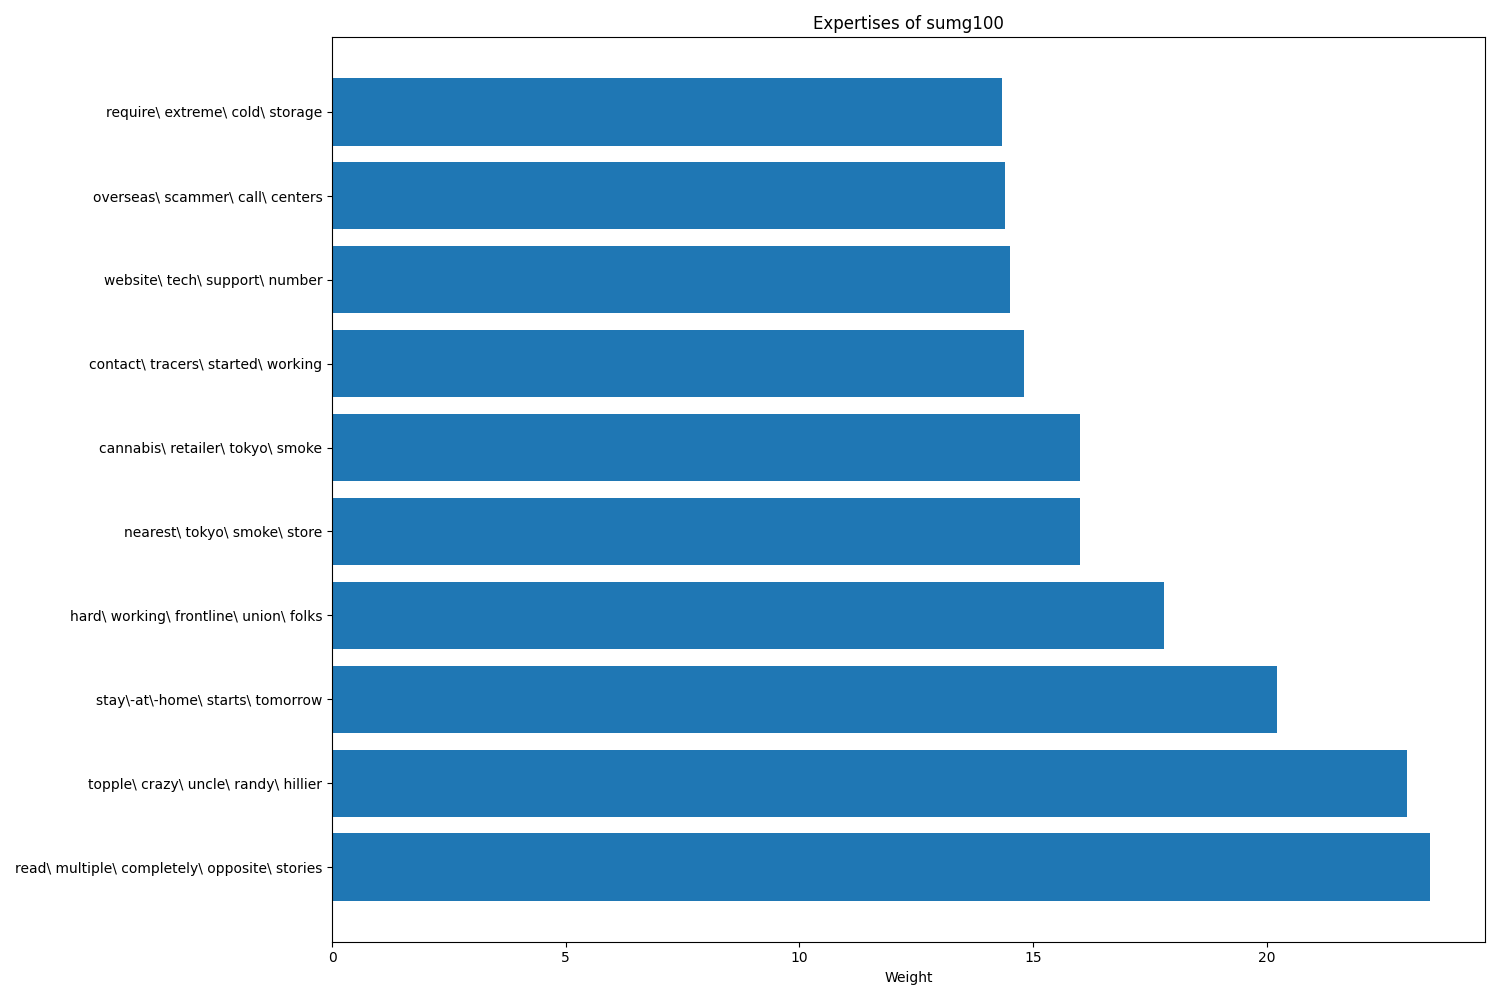 Expertises of sumg100
require\ extreme\ cold\ storage
overseas\ scammer\ call\ centers
website\ tech\ support\ number
contact\ tracers\ started\ working
cannabis\ retailer\ tokyo\ smoke
nearest\ tokyo\ smoke\ store
hard\ working\ frontline\ union\ folks
stay\-at\-home\ starts\ tomorrow
topple\ crazy\ uncle\ randy\ hillier
read\ multiple\ completely\ opposite\ stories
0 5 10 15 20
Weight